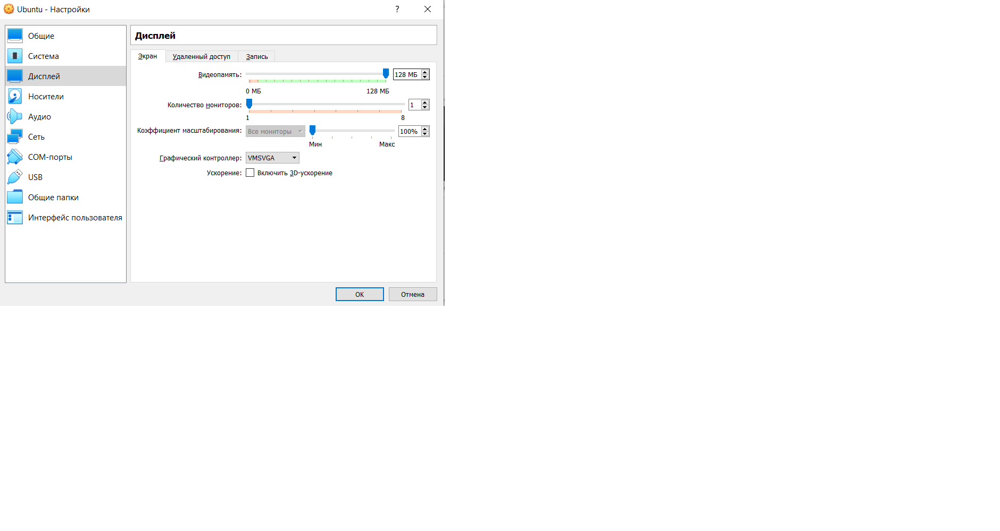 Ubuntu - Настройки
?
Общие
Система
Дисплей
Носители
Аудио
Сеть
COM-порты
USB
Общие папки
Интерфейс пользователя
Дисплей
Экран
Удаленный доступ
Запись
Видеопамять:
128 МБ
0 МБ
128 МБ
Количество мониторов:
1
1
8
Коэффициент масштабирования:
Все мониторы
100%
Мин
Макс
Графический контроллер:
VMSVGA
Ускорение:
Включить 3D-ускорение
OK
Отмена